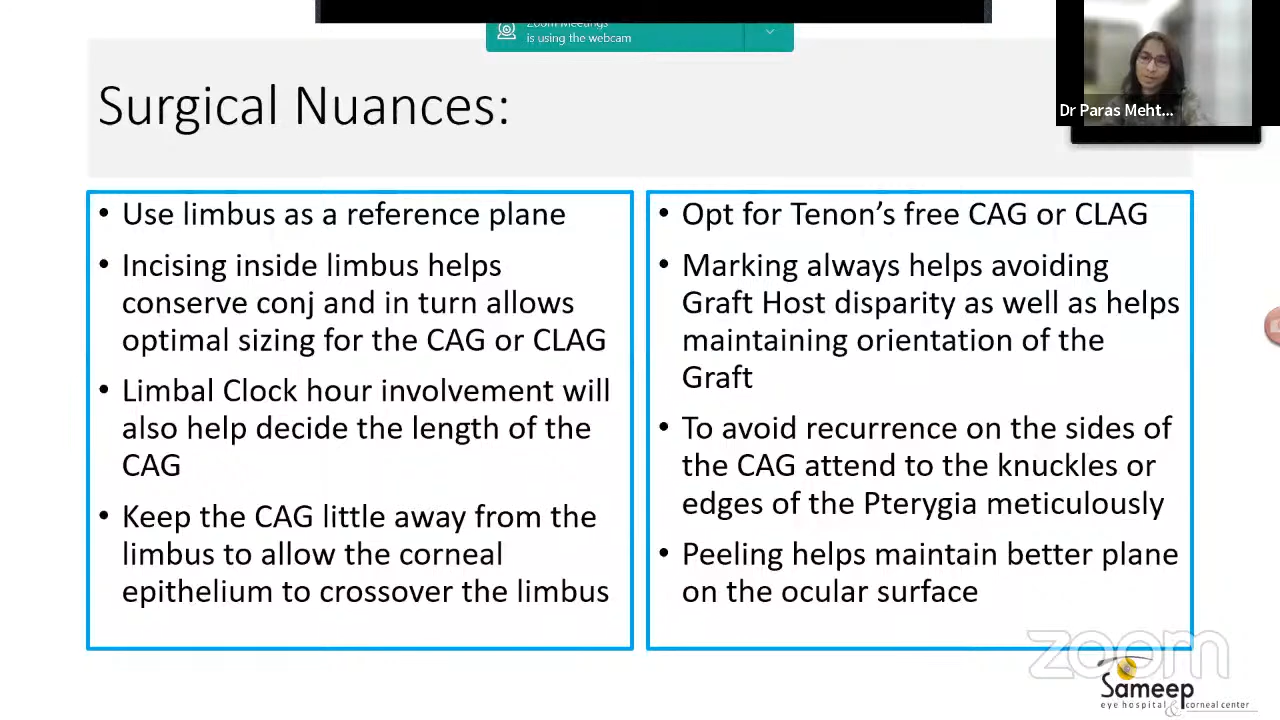 Zoom Meetings
is using the webcam
Dr Paras Meht...
Surgical Nuances:
• Use limbus as a reference plane
• Incising inside limbus helps
conserve conj and in turn allows
optimal sizing for the CAG or CLAG
• Limbal Clock hour involvement will
also help decide the length of the
CAG
• Keep the CAG little away from the
limbus to allow the corneal
epithelium to crossover the limbus
• Opt for Tenon's free CAG or CLAG
• Marking always helps avoiding
Graft Host disparity as well as helps
maintaining orientation of the
Graft
• To avoid recurrence on the sides of
the CAG attend to the knuckles or
edges of the Pterygia meticulously
• Peeling helps maintain better plane
on the ocular surface
zoom
Sameep
eye hospital & corneal center